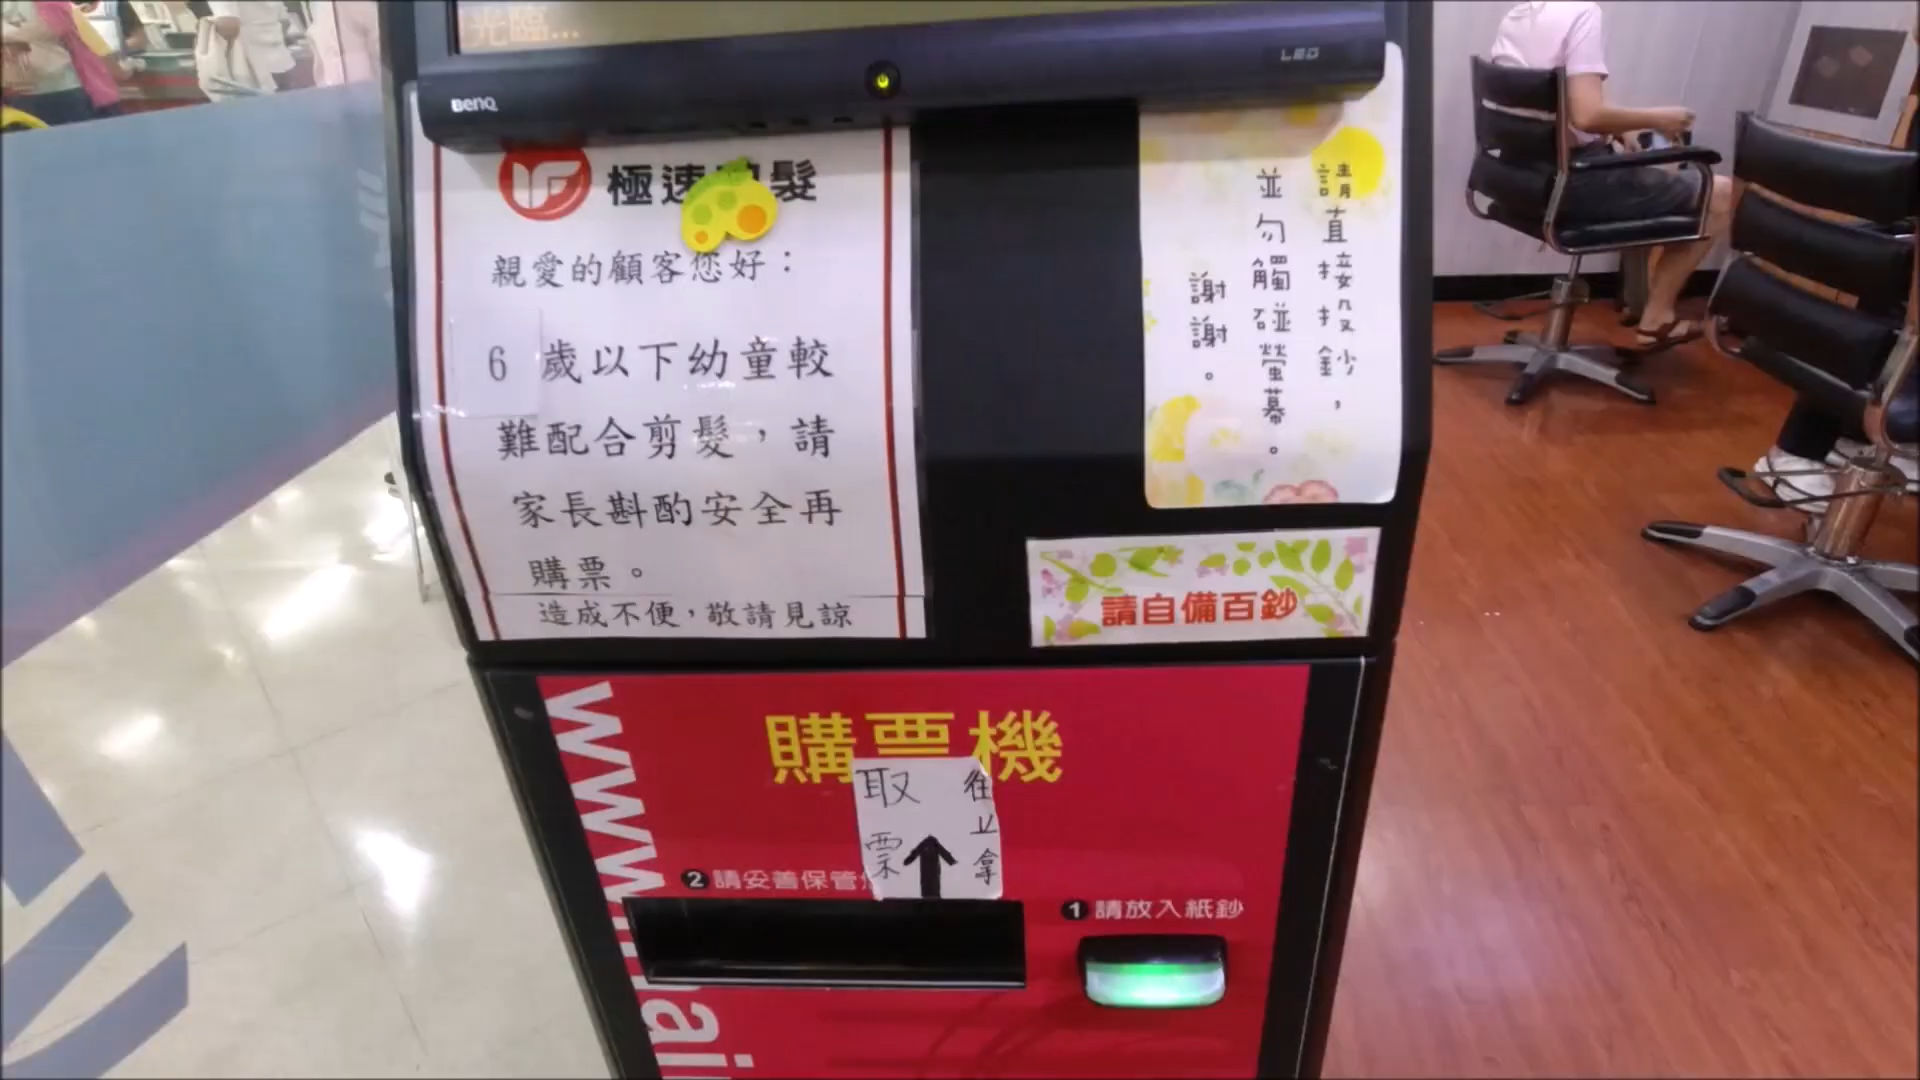 光臨...
BenQ
LED
極速
髮
親愛的顧客您好：
6 歲以下幼童較
難配合剪髮，請
家長斟酌安全再
購票。
造成不便，敬請見諒
請直接投鈔，
並勿觸碰螢幕。
謝謝。
請自備百鈔
購票機
往上拿
取票
2 請安善保管
1 請放入紙鈔
www.